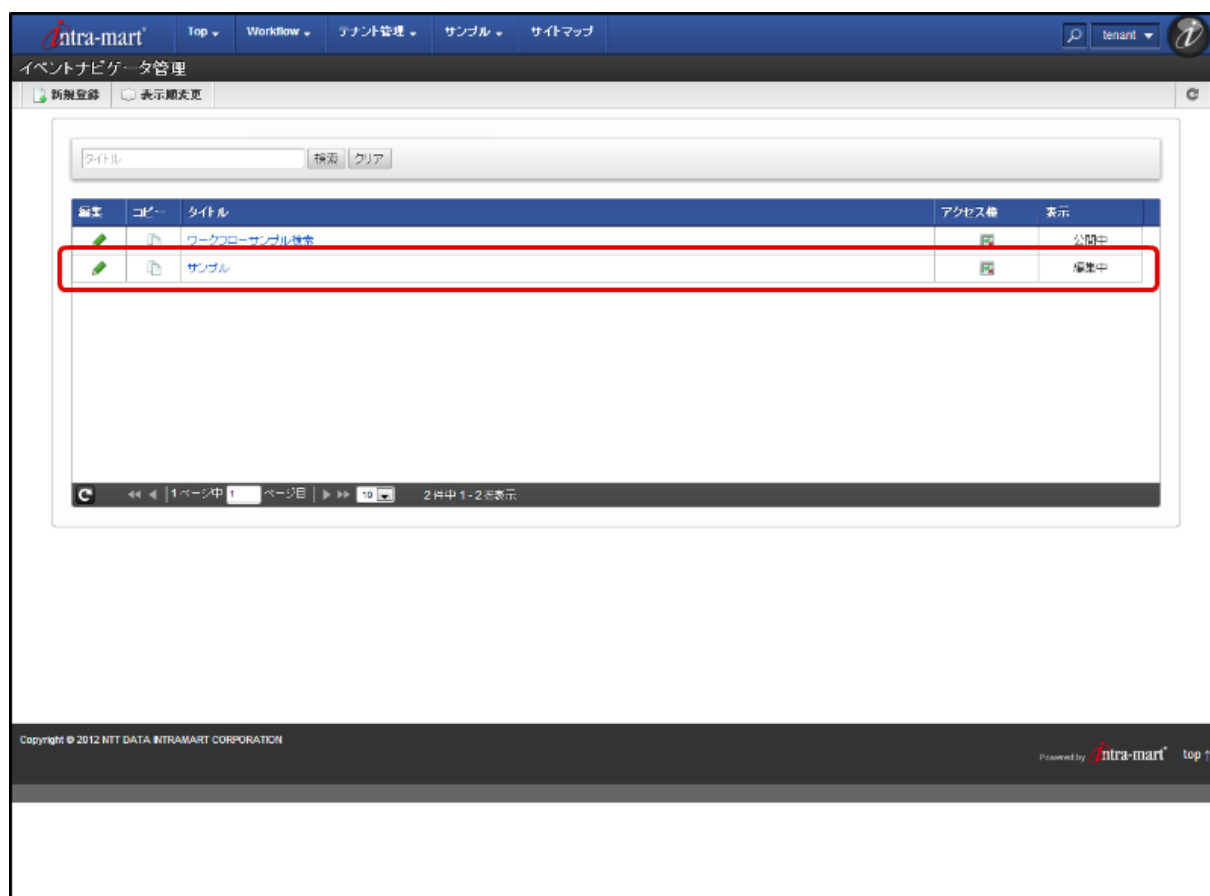 intra-mart Top Workflow テナント管理 サンプル サイトマップ tenant
イベントナビゲータ管理
新規登録 表示順変更
タイトル 検索 クリア
編集 コピー タイトル アクセス権 表示
ワークフローサンプル検索 公開中
サンプル 編集中
1ページ中 1 ページ目 10 2件中 1 - 2 を表示
Copyright © 2012 NTT DATA INTRAMART CORPORATION
Powered by intra-mart top ↑